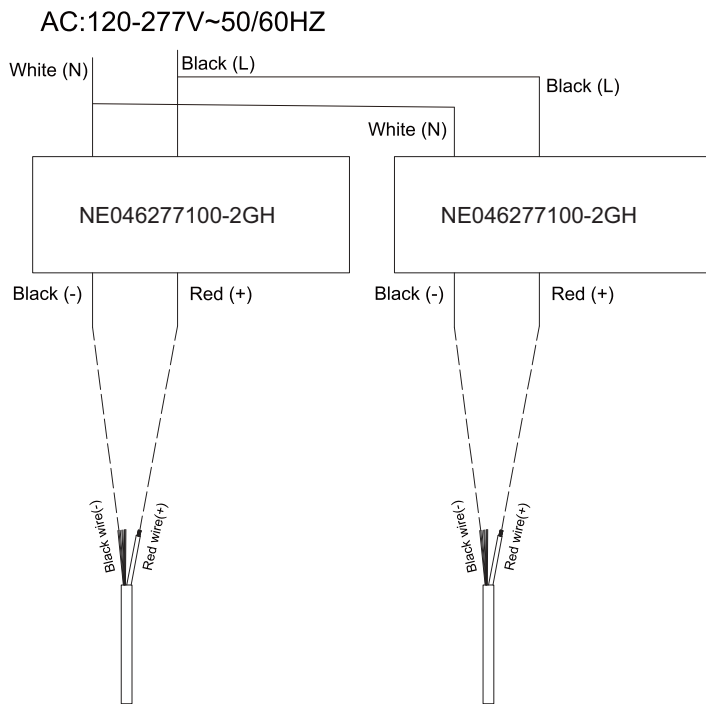 AC:120-277V~50/60HZ
White (N)
Black (L)
Black (L)
White (N)
NE046277100-2GH
NE046277100-2GH
Black (-)
Red (+)
Black (-)
Red (+)
Black wire(-)
Red wire(+)
Black wire(-)
Red wire(+)